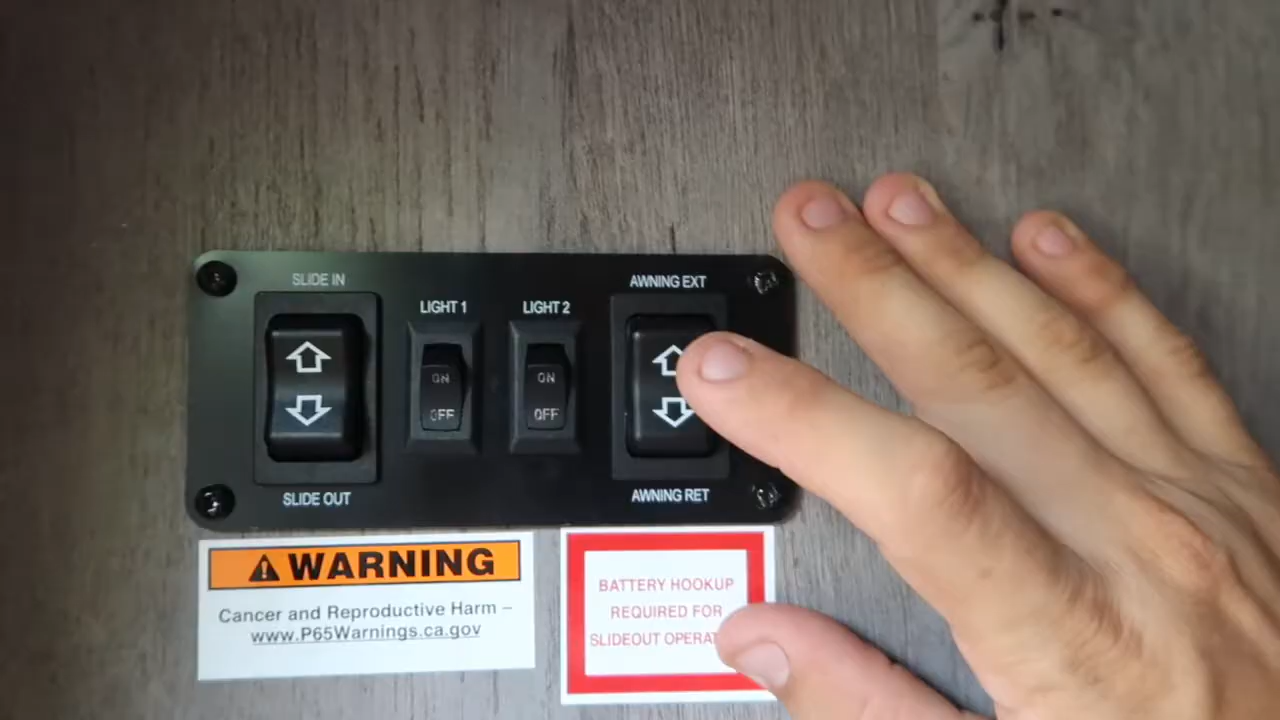 SLIDE IN
LIGHT 1
LIGHT 2
AWNING EXT
ON
OFF
ON
OFF
SLIDE OUT
AWNING RET
WARNING
Cancer and Reproductive Harm –
www.P65Warnings.ca.gov
BATTERY HOOKUP
REQUIRED FOR
SLIDEOUT